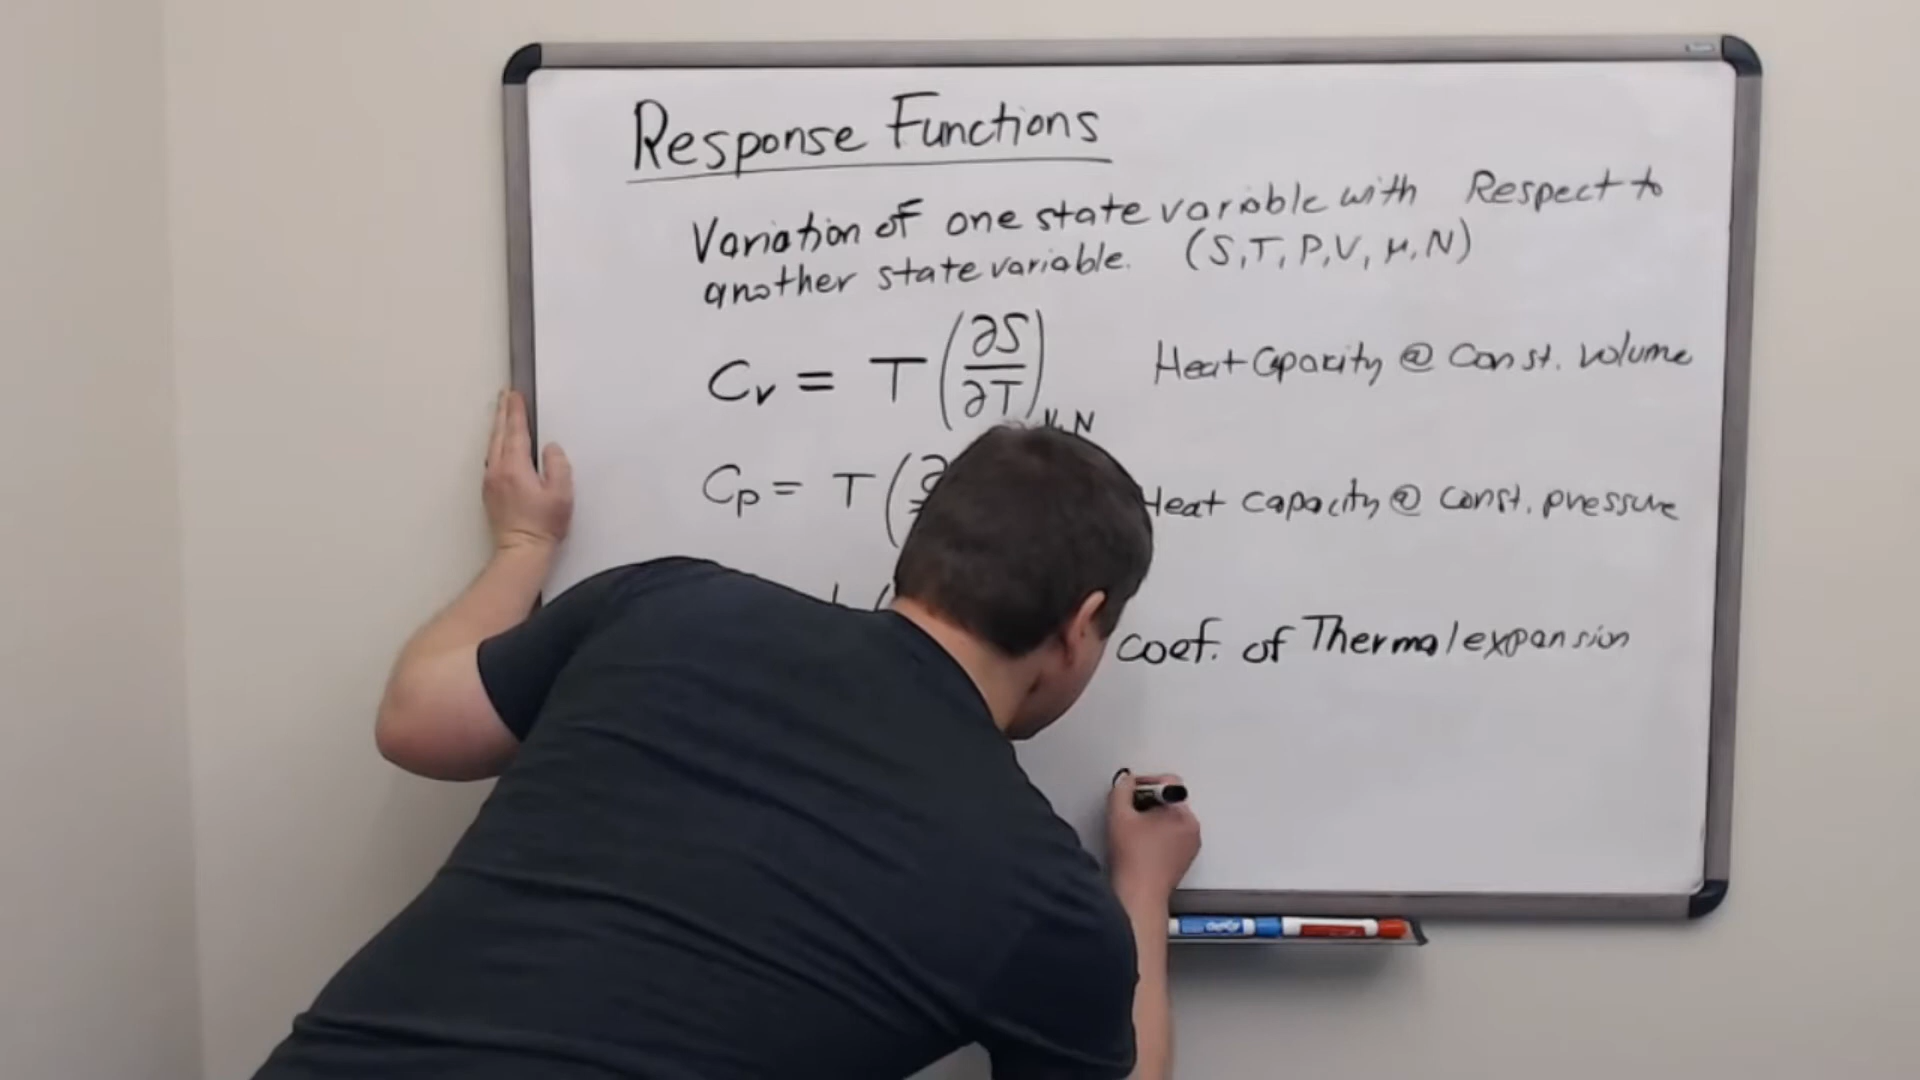 Response Functions
Variation of one state variable with Respect to
another state variable. (S,T,P,V,μ,N)
Cv = T(∂S/∂T)V,N Heat Capacity @ Const. volume
Cp = T(∂ Heat capacity @ const. pressure
coef. of Thermal expansion